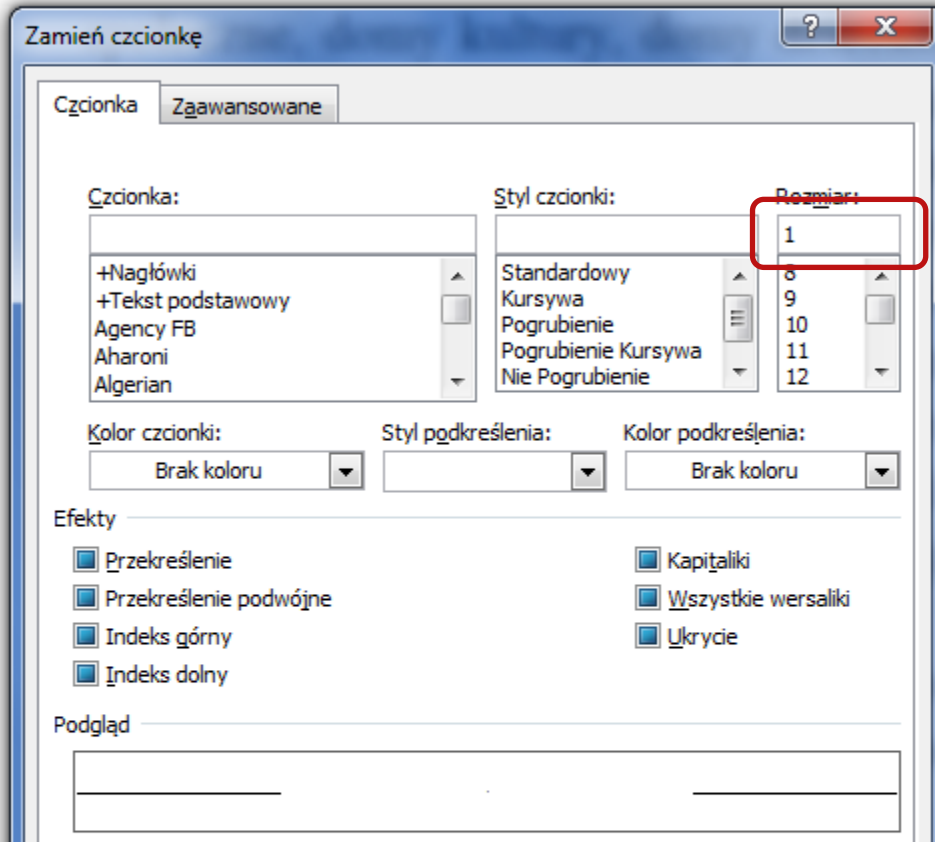 Zamień czcionkę
?
X
Czcionka
Zaawansowane
Czcionka:
Styl czcionki:
Rozmiar:
1
+Nagłówki
+Tekst podstawowy
Agency FB
Aharoni
Algerian
Standardowy
Kursywa
Pogrubienie
Pogrubienie Kursywa
Nie Pogrubienie
8
9
10
11
12
Kolor czcionki:
Styl podkreślenia:
Kolor podkreślenia:
Brak koloru
Brak koloru
Efekty
Przekreślenie
Przekreślenie podwójne
Indeks górny
Indeks dolny
Kapitaliki
Wszystkie wersaliki
Ukrycie
Podgląd